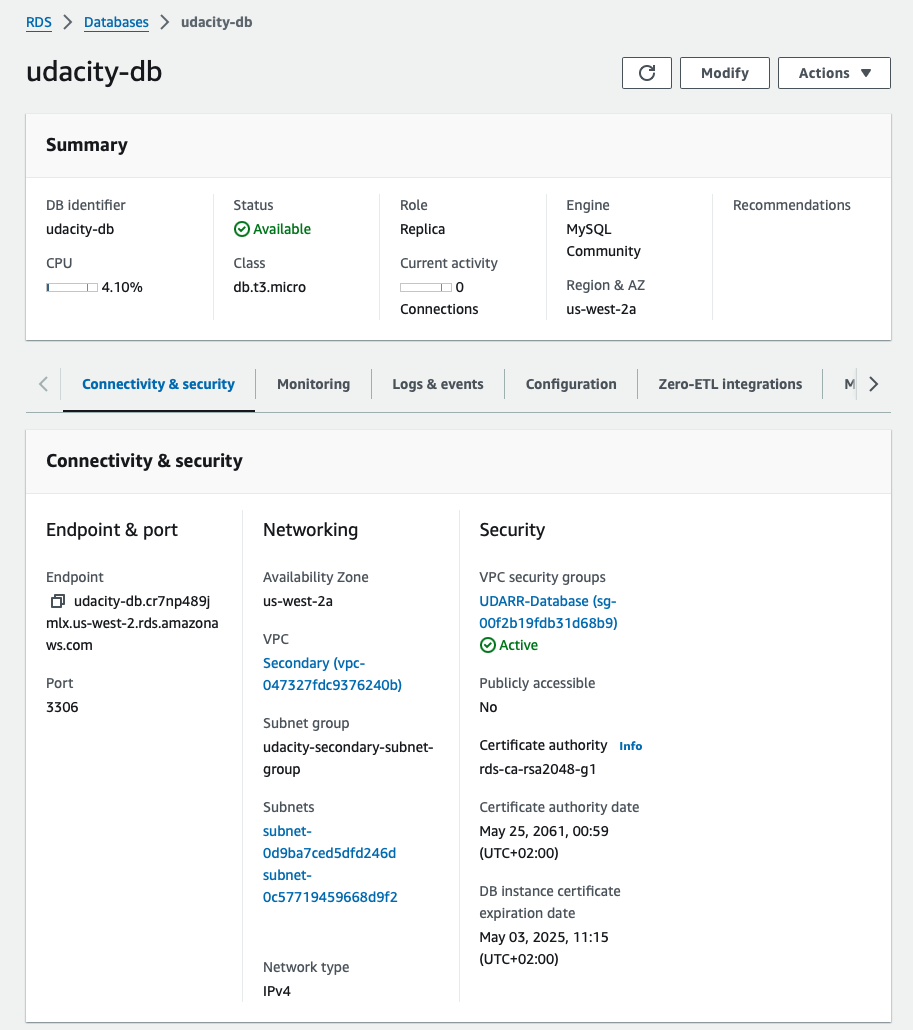 RDS > Databases > udacity-db
udacity-db
Modify
Actions
Summary
DB identifier
udacity-db
CPU
4.10%
Status
Available
Class
db.t3.micro
Role
Replica
Current activity
0
Connections
Engine
MySQL
Community
Region & AZ
us-west-2a
Recommendations
Connectivity & security
Monitoring
Logs & events
Configuration
Zero-ETL integrations
M
Connectivity & security
Endpoint & port
Endpoint
udacity-db.cr7np489j
mlx.us-west-2.rds.amazona
ws.com
Port
3306
Networking
Availability Zone
us-west-2a
VPC
Secondary (vpc-
047327fdc9376240b)
Subnet group
udacity-secondary-subnet-
group
Subnets
subnet-
0d9ba7ced5dfd246d
subnet-
0c57719459668d9f2
Network type
IPv4
Security
VPC security groups
UDARR-Database (sg-
00f2b19fdb31d68b9)
Active
Publicly accessible
No
Certificate authority Info
rds-ca-rsa2048-g1
Certificate authority date
May 25, 2061, 00:59
(UTC+02:00)
DB instance certificate
expiration date
May 03, 2025, 11:15
(UTC+02:00)